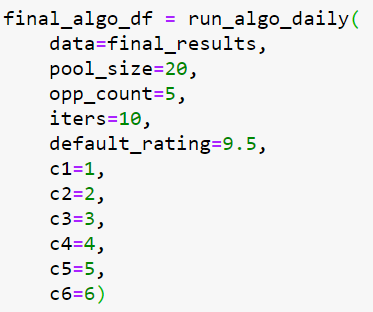 final_algo_df = run_algo_daily(
    data=final_results,
    pool_size=20,
    opp_count=5,
    iters=10,
    default_rating=9.5,
    c1=1,
    c2=2,
    c3=3,
    c4=4,
    c5=5,
    c6=6)